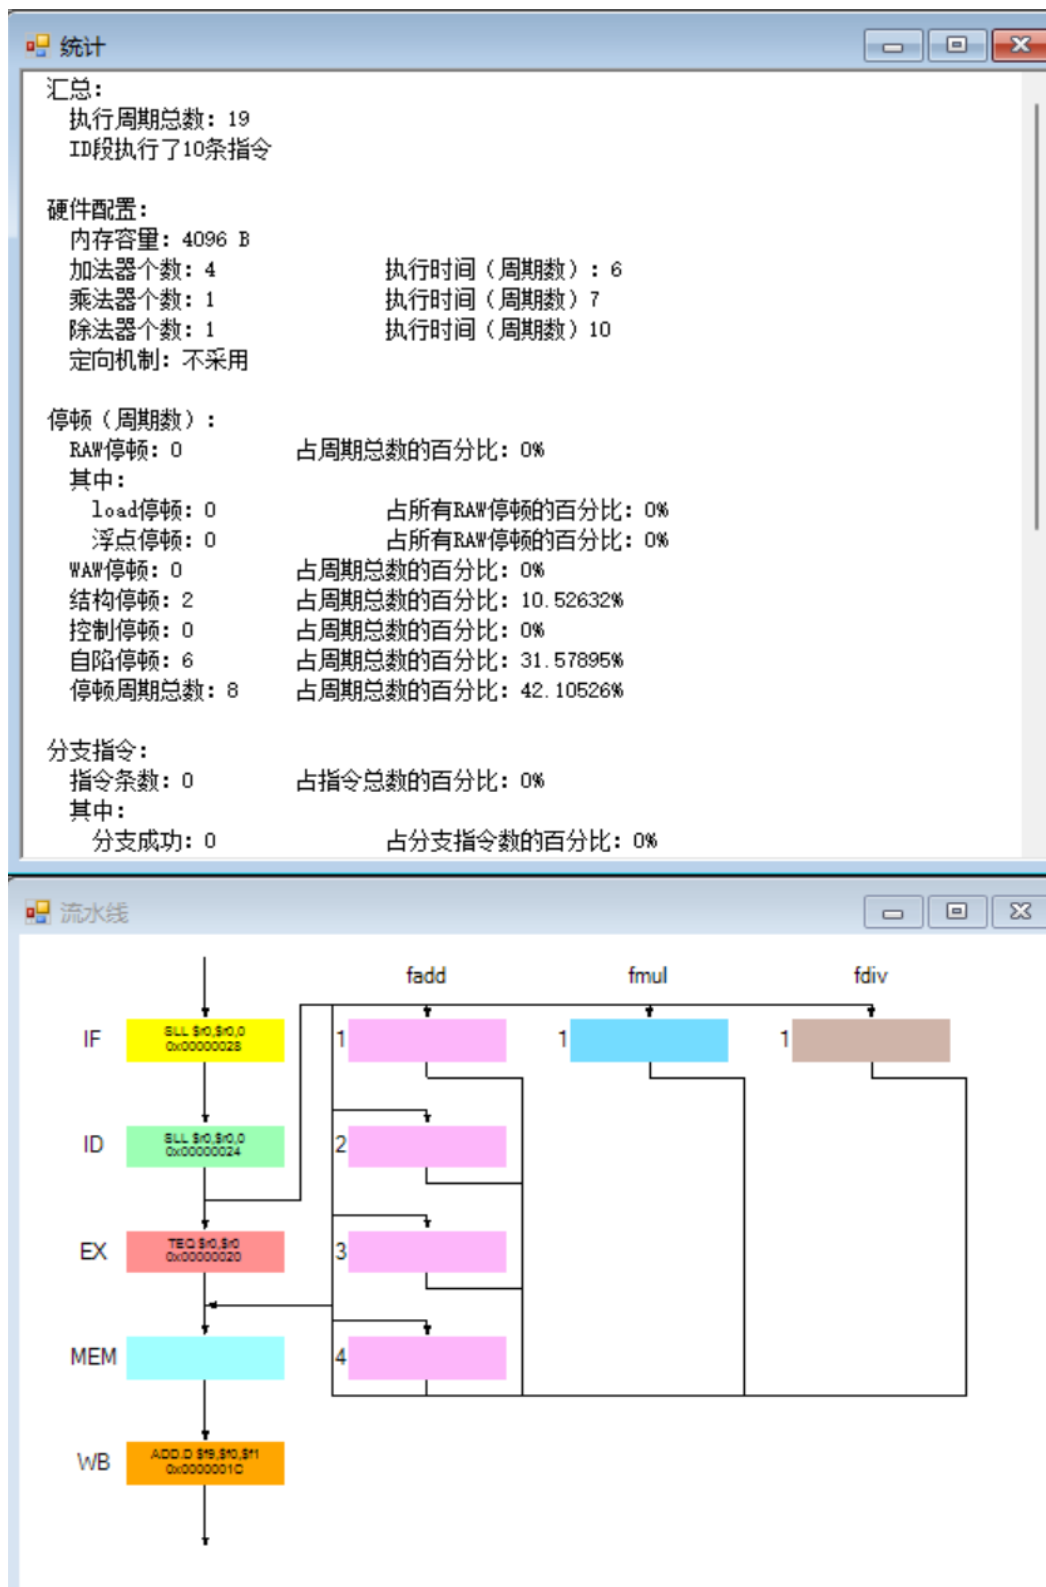 统计
汇总:
执行周期总数: 19
ID段执行了10条指令
硬件配置:
内存容量: 4096 B
加法器个数: 4 执行时间（周期数）: 6
乘法器个数: 1 执行时间（周期数）7
除法器个数: 1 执行时间（周期数）10
定向机制: 不采用
停顿（周期数）:
RAW停顿: 0 占周期总数的百分比: 0%
其中:
load停顿: 0 占所有RAW停顿的百分比: 0%
浮点停顿: 0 占所有RAW停顿的百分比: 0%
WAW停顿: 0 占周期总数的百分比: 0%
结构停顿: 2 占周期总数的百分比: 10.52632%
控制停顿: 0 占周期总数的百分比: 0%
自陷停顿: 6 占周期总数的百分比: 31.57895%
停顿周期总数: 8 占周期总数的百分比: 42.10526%
分支指令:
指令条数: 0 占指令总数的百分比: 0%
其中:
分支成功: 0 占分支指令数的百分比: 0%
流水线
fadd fmul fdiv
IF SLL $r0,$r0,0 1 1 1
0x00000028
ID SLL $r0,$r0,0 2
0x00000024
EX TEQ $r0,$r0 3
0x00000020
MEM 4
WB ADD.D $f9,$f0,$f1
0x0000001C